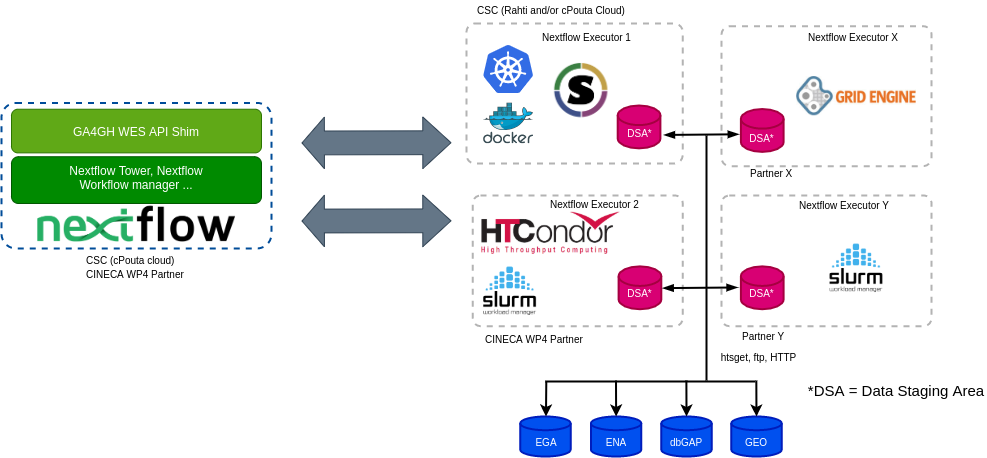 CSC (Rahti and/or cPouta Cloud)
Nextflow Executor 1
docker
S
DSA*
Nextflow Executor X
GRID ENGINE
DSA*
Partner X
GA4GH WES API Shim
Nextflow Tower, Nextflow
Workflow manager ...
nextflow
CSC (cPouta cloud)
CINECA WP4 Partner
Nextflow Executor 2
HTCondor
High Throughput Computing
slurm
workload manager
DSA*
CINECA WP4 Partner
Nextflow Executor Y
DSA*
slurm
workload manager
Partner Y
htsget, ftp, HTTP
*DSA = Data Staging Area
EGA
ENA
dbGAP
GEO